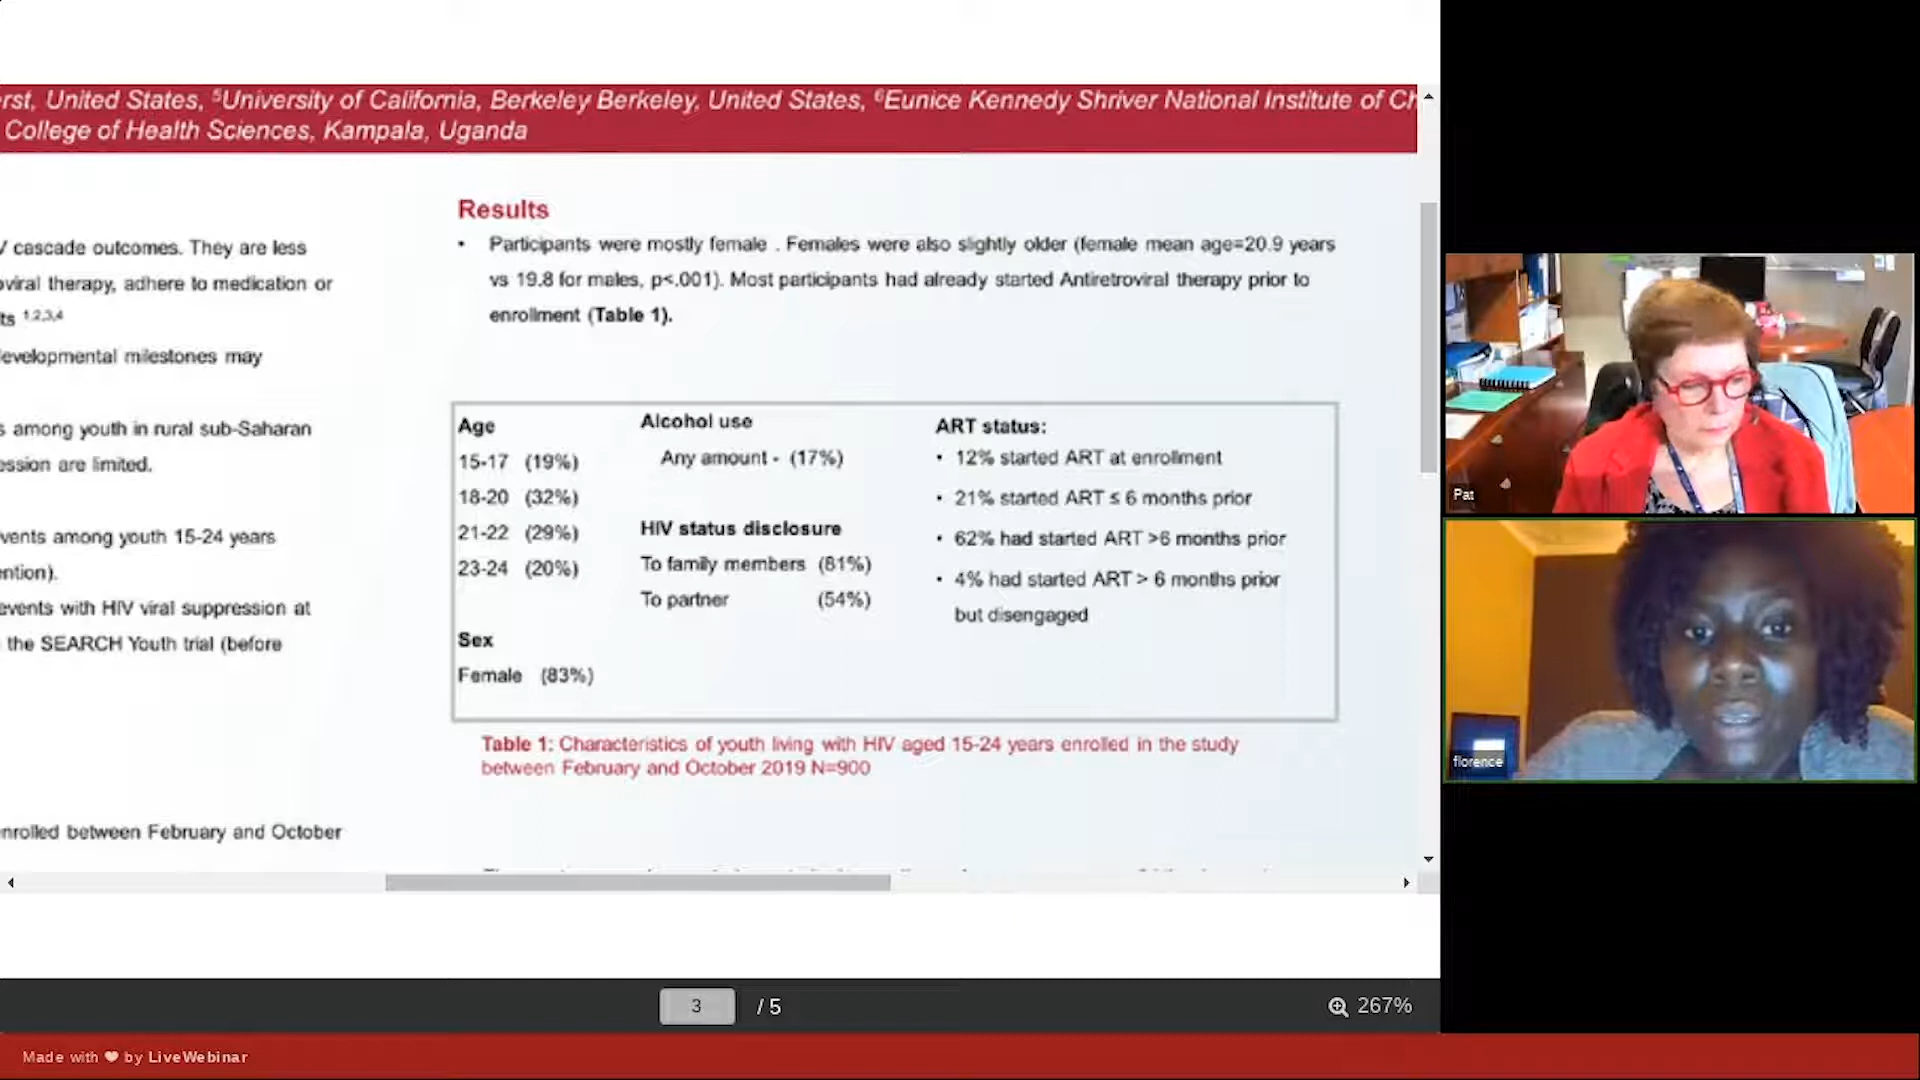 rst, United States, ⁵University of California, Berkeley Berkeley, United States, ⁶Eunice Kennedy Shriver National Institute of Ch
College of Health Sciences, Kampala, Uganda
V cascade outcomes. They are less
oviral therapy, adhere to medication or
ts 1,2,3,4
developmental milestones may
s among youth in rural sub-Saharan
ession are limited.
vents among youth 15-24 years
ention).
events with HIV viral suppression at
the SEARCH Youth trial (before
enrolled between February and October
Results
• Participants were mostly female . Females were also slightly older (female mean age=20.9 years
vs 19.8 for males, p<.001). Most participants had already started Antiretroviral therapy prior to
enrollment (Table 1).
Age
15-17 (19%)
18-20 (32%)
21-22 (29%)
23-24 (20%)
Sex
Female (83%)
Alcohol use
Any amount - (17%)
HIV status disclosure
To family members (81%)
To partner (54%)
ART status:
• 12% started ART at enrollment
• 21% started ART ≤ 6 months prior
• 62% had started ART >6 months prior
• 4% had started ART > 6 months prior
but disengaged
Table 1: Characteristics of youth living with HIV aged 15-24 years enrolled in the study
between February and October 2019 N=900
Pat
florence
3 / 5
267%
Made with ❤ by LiveWebinar